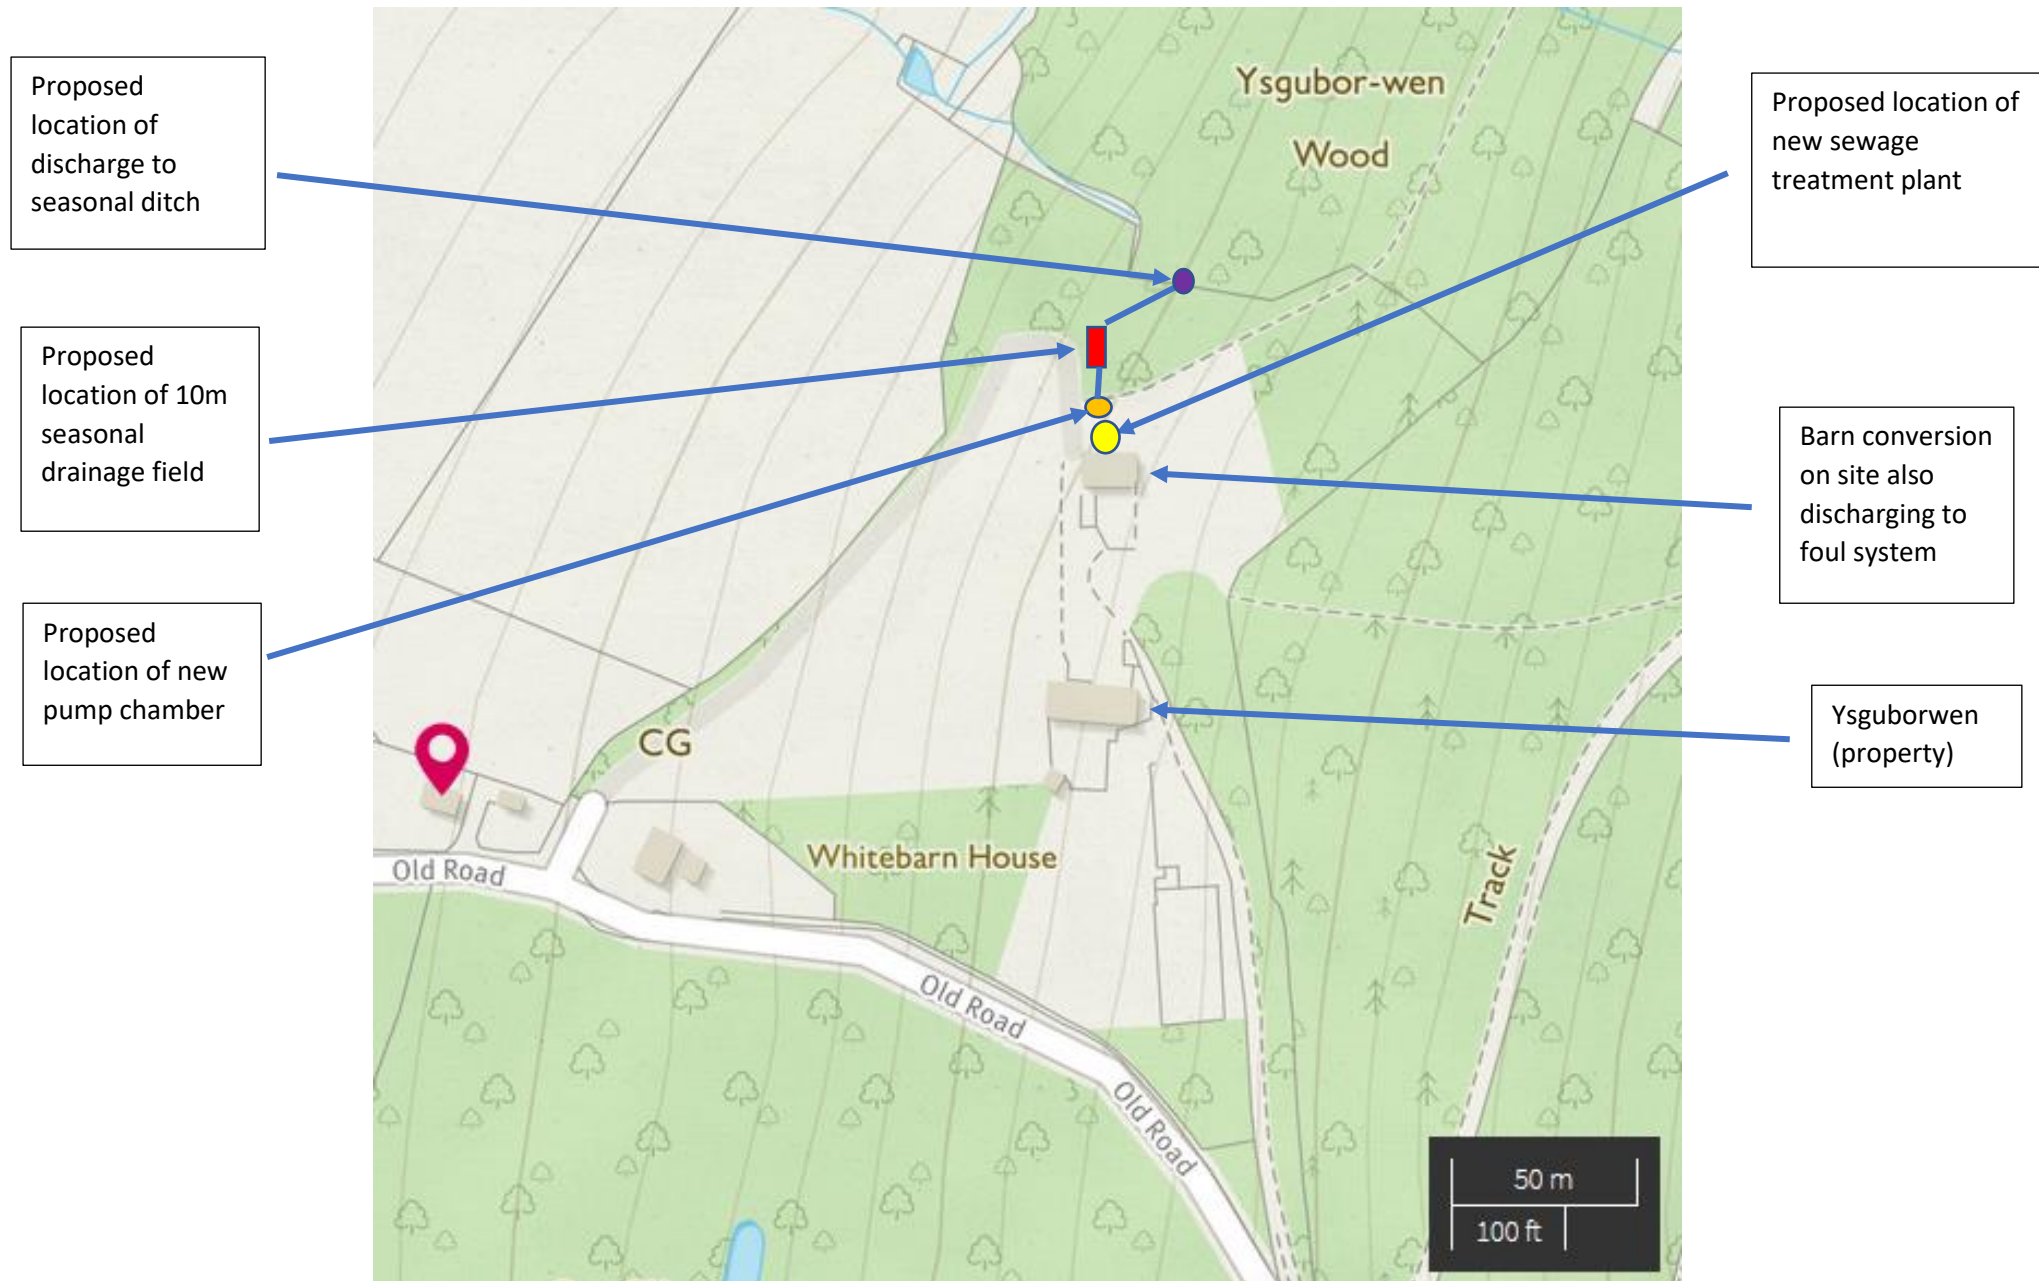 Proposed
location of
discharge to
seasonal ditch
Proposed
location of 10m
seasonal
drainage field
Proposed
location of new
pump chamber
Ysgubor-wen
Wood
CG
Whitebarn House
Old Road
Old Road
Old Road
Track
50 m
100 ft
Proposed location of
new sewage
treatment plant
Barn conversion
on site also
discharging to
foul system
Ysguborwen
(property)